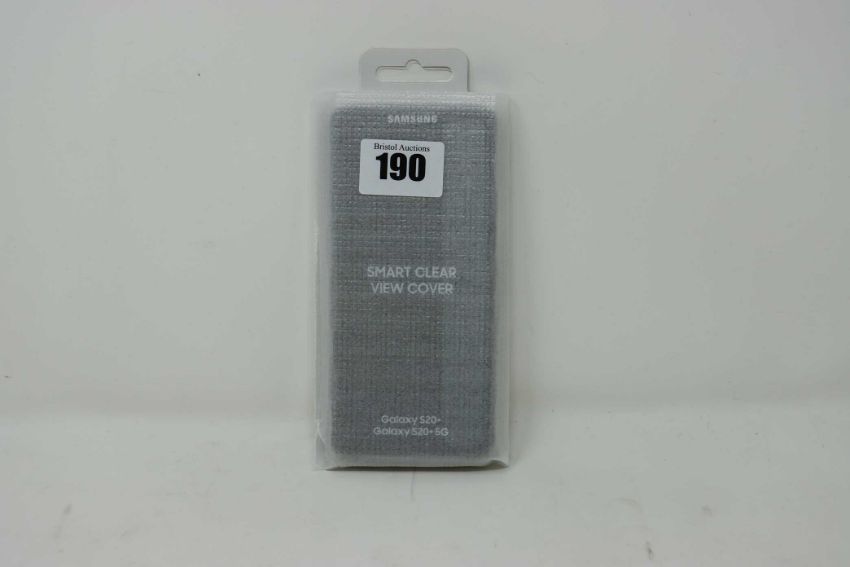 SAMSUNG
Bristol Auctions
190
SMART CLEAR
VIEW COVER
Galaxy S20+
Galaxy S20+ 5G